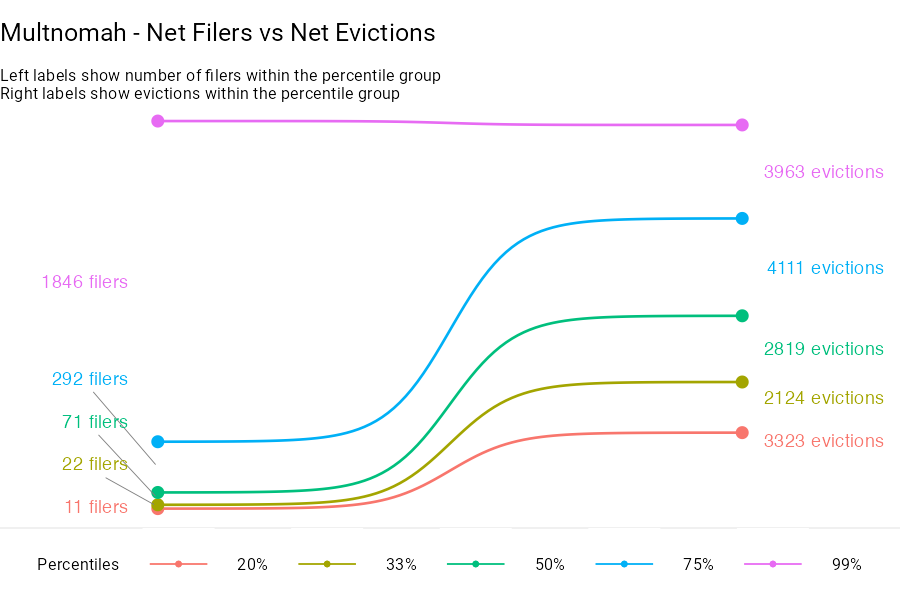 Multnomah - Net Filers vs Net Evictions
Left labels show number of filers within the percentile group
Right labels show evictions within the percentile group
3963 evictions
4111 evictions
1846 filers
2819 evictions
292 filers
2124 evictions
71 filers
3323 evictions
22 filers
11 filers
Percentiles 20% 33% 50% 75% 99%